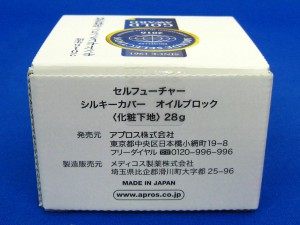 GOLD
2016
セルフューチャー
シルキーカバー オイルブロック
〈化粧下地〉28g
発売元 アプロス株式会社
東京都中央区日本橋小網町19-8
フリーダイヤル 0120-996-996
製造販売元 メディコス製薬株式会社
埼玉県比企郡滑川町大字都 25-96
MADE IN JAPAN
www.apros.co.jp